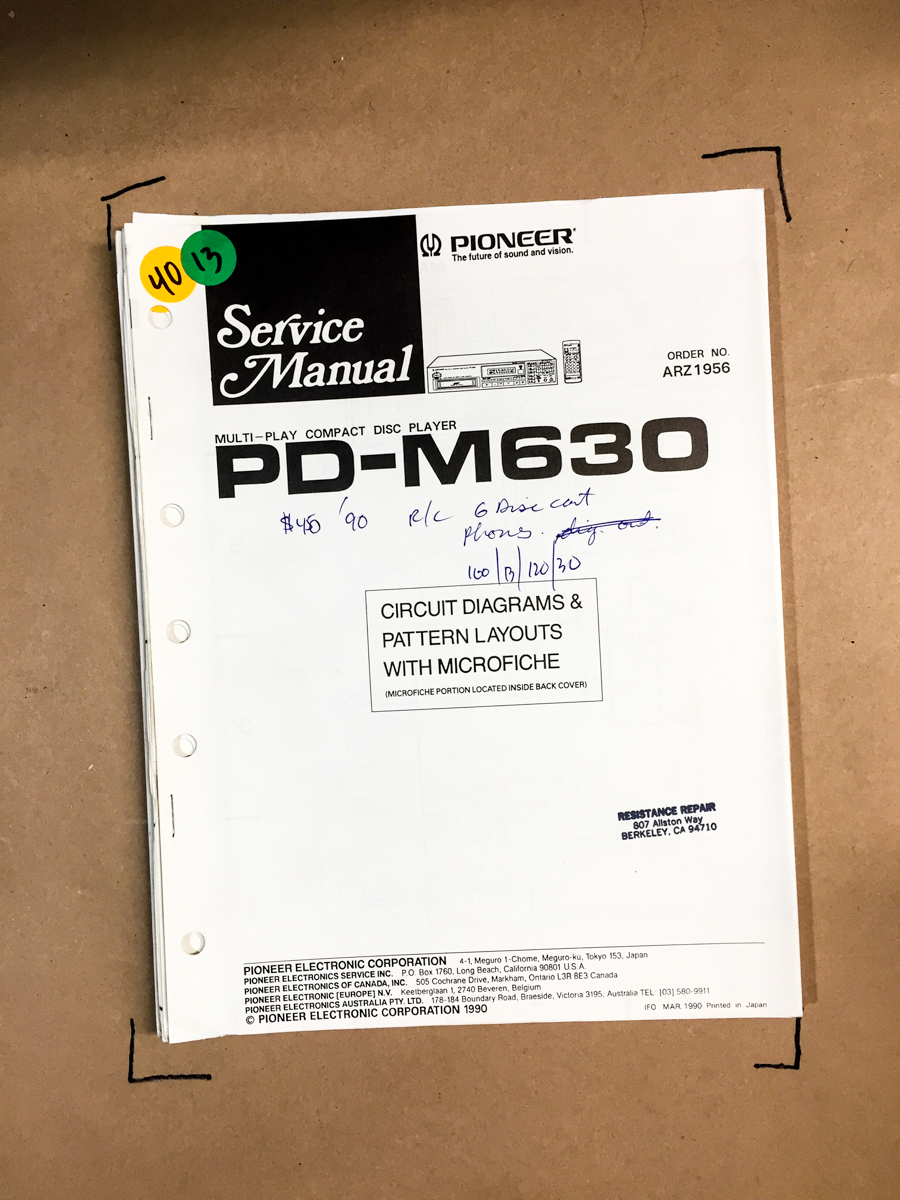 40
13
PIONEER
The future of sound and vision.
Service
Manual
ORDER NO.
ARZ1956
MULTI-PLAY COMPACT DISC PLAYER
PD-M630
'90 R/C 6 Disc cart
phones. dig. out.
120 30
CIRCUIT DIAGRAMS &
PATTERN LAYOUTS
WITH MICROFICHE
(MICROFICHE PORTION LOCATED INSIDE BACK COVER)
RESISTANCE REPAIR
807 Allston Way
BERKELEY, CA 94710
PIONEER ELECTRONIC CORPORATION 4-1, Meguro 1-Chome, Meguro-ku, Tokyo 153, Japan
PIONEER ELECTRONICS SERVICE INC. P.O. Box 1760, Long Beach, California 90801 U.S.A.
PIONEER ELECTRONICS OF CANADA, INC. 505 Cochrane Drive, Markham, Ontario L3R 8E3 Canada
PIONEER ELECTRONIC [EUROPE] N.V. Keetberglaan 1, 2740 Beveren, Belgium
PIONEER ELECTRONICS AUSTRALIA PTY. LTD. 178-184 Boundary Road, Braeside, Victoria 3195, Australia TEL [03] 580-9911
© PIONEER ELECTRONIC CORPORATION 1990
IFO MAR. 1990 Printed in Japan